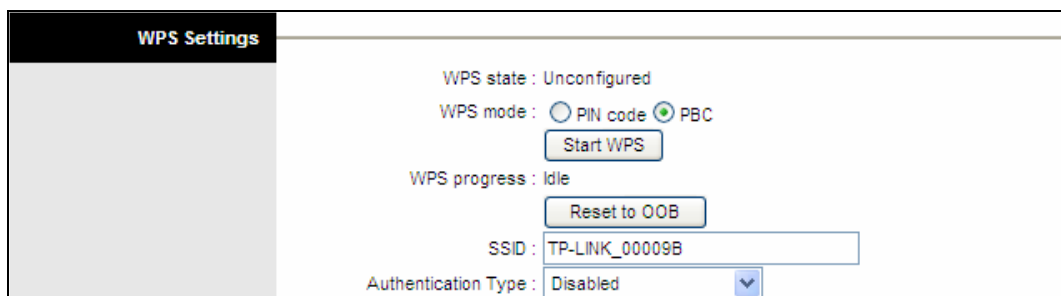 WPS Settings
WPS state : Unconfigured
WPS mode : PIN code PBC
Start WPS
WPS progress : Idle
Reset to OOB
SSID : TP-LINK_00009B
Authentication Type : Disabled